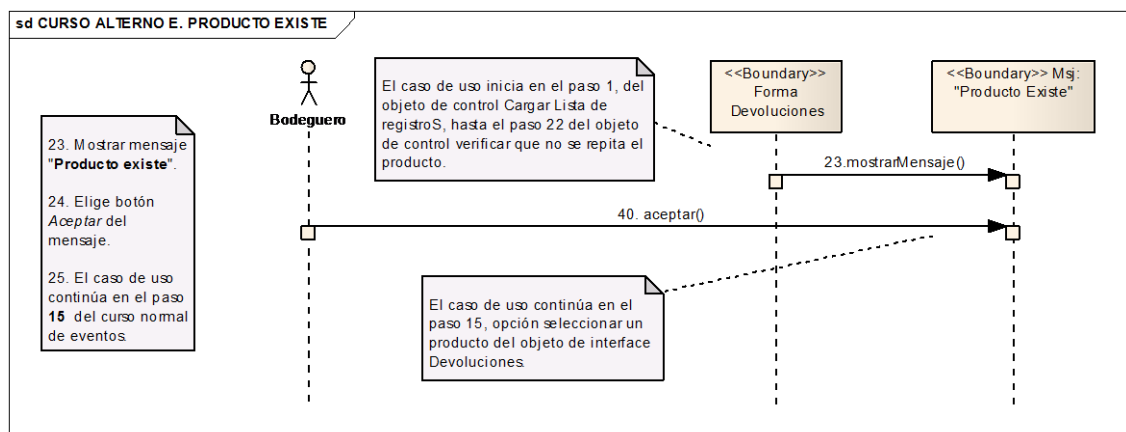 sd CURSO ALTERNO E. PRODUCTO EXISTE
Bodeguero
El caso de uso inicia en el paso 1, del
objeto de control Cargar Lista de
registroS, hasta el paso 22 del objeto
de control verificar que no se repita el
producto.
<<Boundary>>
Forma
Devoluciones
<<Boundary>> Msj:
"Producto Existe"
23. Mostrar mensaje
"Producto existe".
24. Elige botón
Aceptar del
mensaje.
25. El caso de uso
continúa en el paso
15 del curso normal
de eventos.
23.mostrarMensaje()
40. aceptar()
El caso de uso continúa en el
paso 15, opción seleccionar un
producto del objeto de interface
Devoluciones.